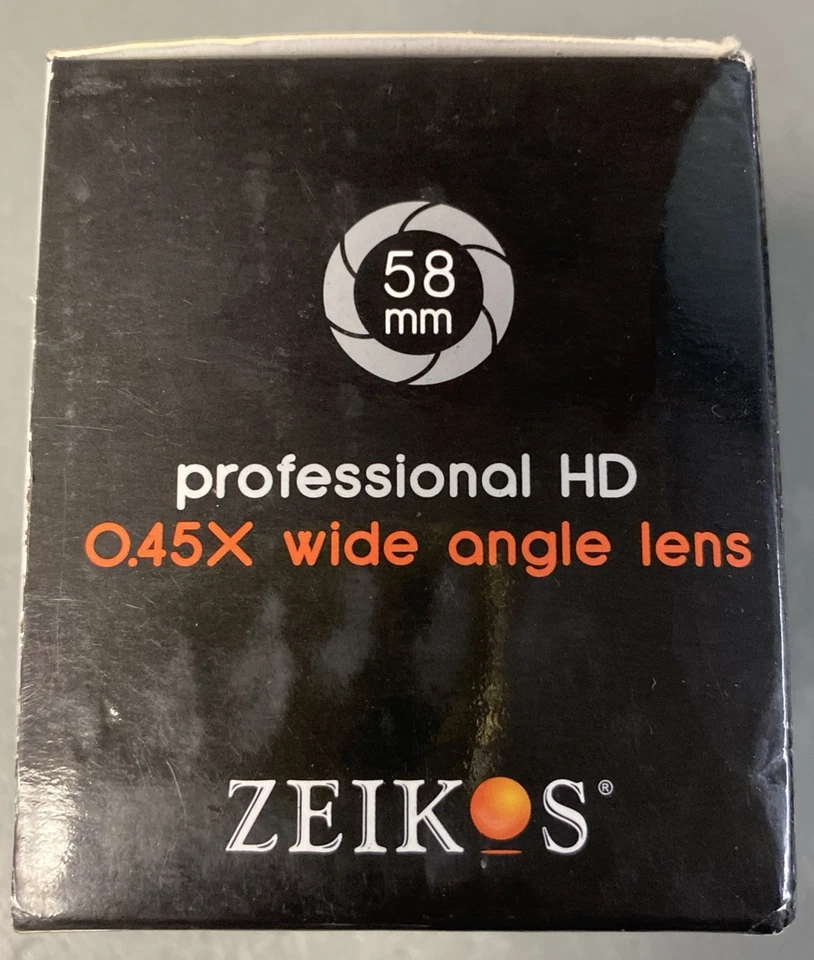 58
mm
professional HD
0.45X wide angle lens
ZEIKOS®